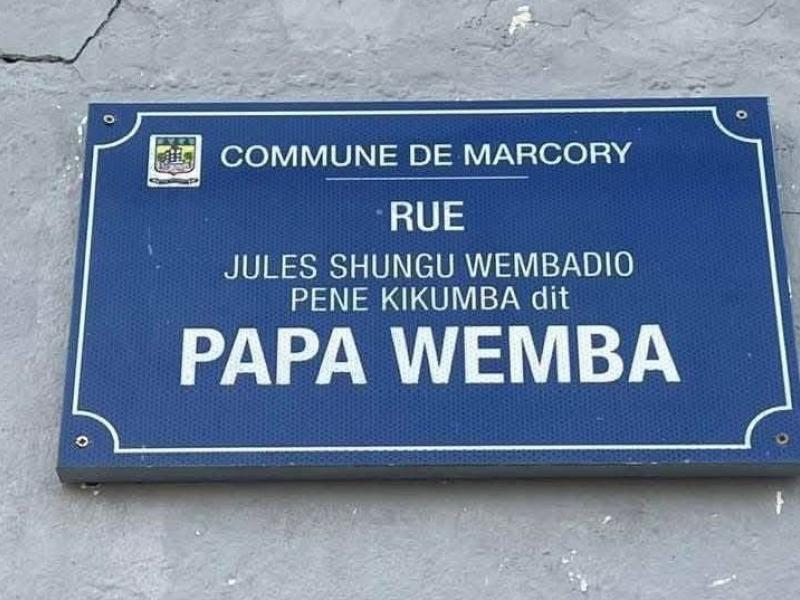 COMMUNE DE MARCORY
RUE
JULES SHUNGU WEMBADIO
PENE KIKUMBA dit
PAPA WEMBA